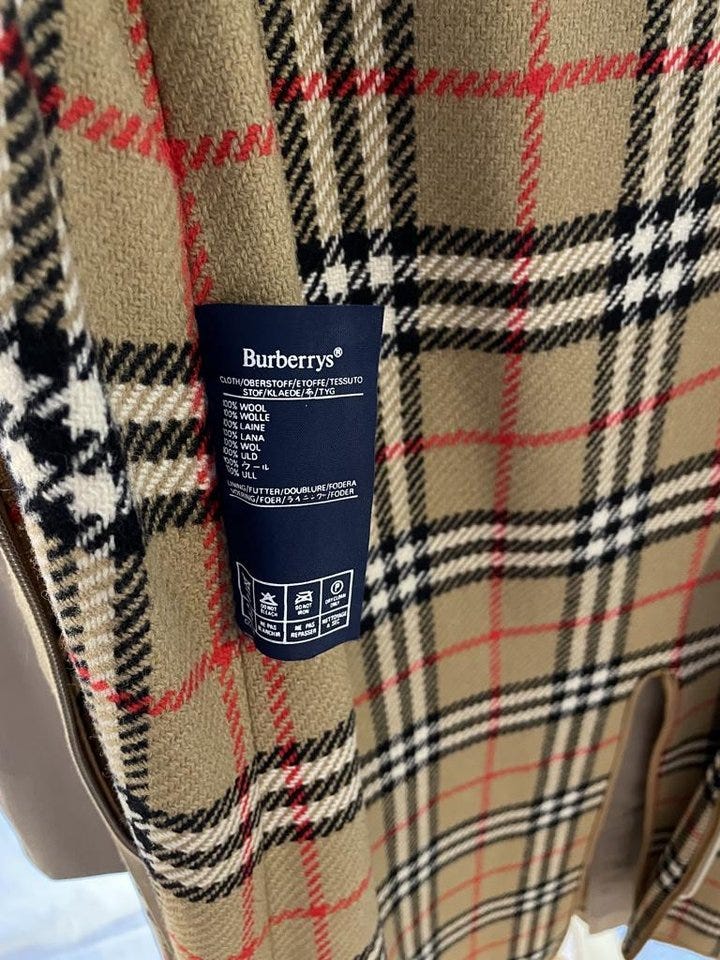 Burberrys®
CLOTH/OBERSTOFF/ETOFFE/TESSUTO
STOF/KLAEDE/布/TYG
100% WOOL
100% WOLLE
100% LAINE
100% LANA
100% WOL
100% ULD
100% ウール
100% ULL
LINING/FUTTER/DOUBLURE/FODERA
VOERING/FOER/ライニング/FODER
DO NOT BLEACH
DO NOT IRON
P
DRYCLEAN ONLY
NE PAS BLANCHIR
NE PAS REPASSER
NETTOYAGE A SEC